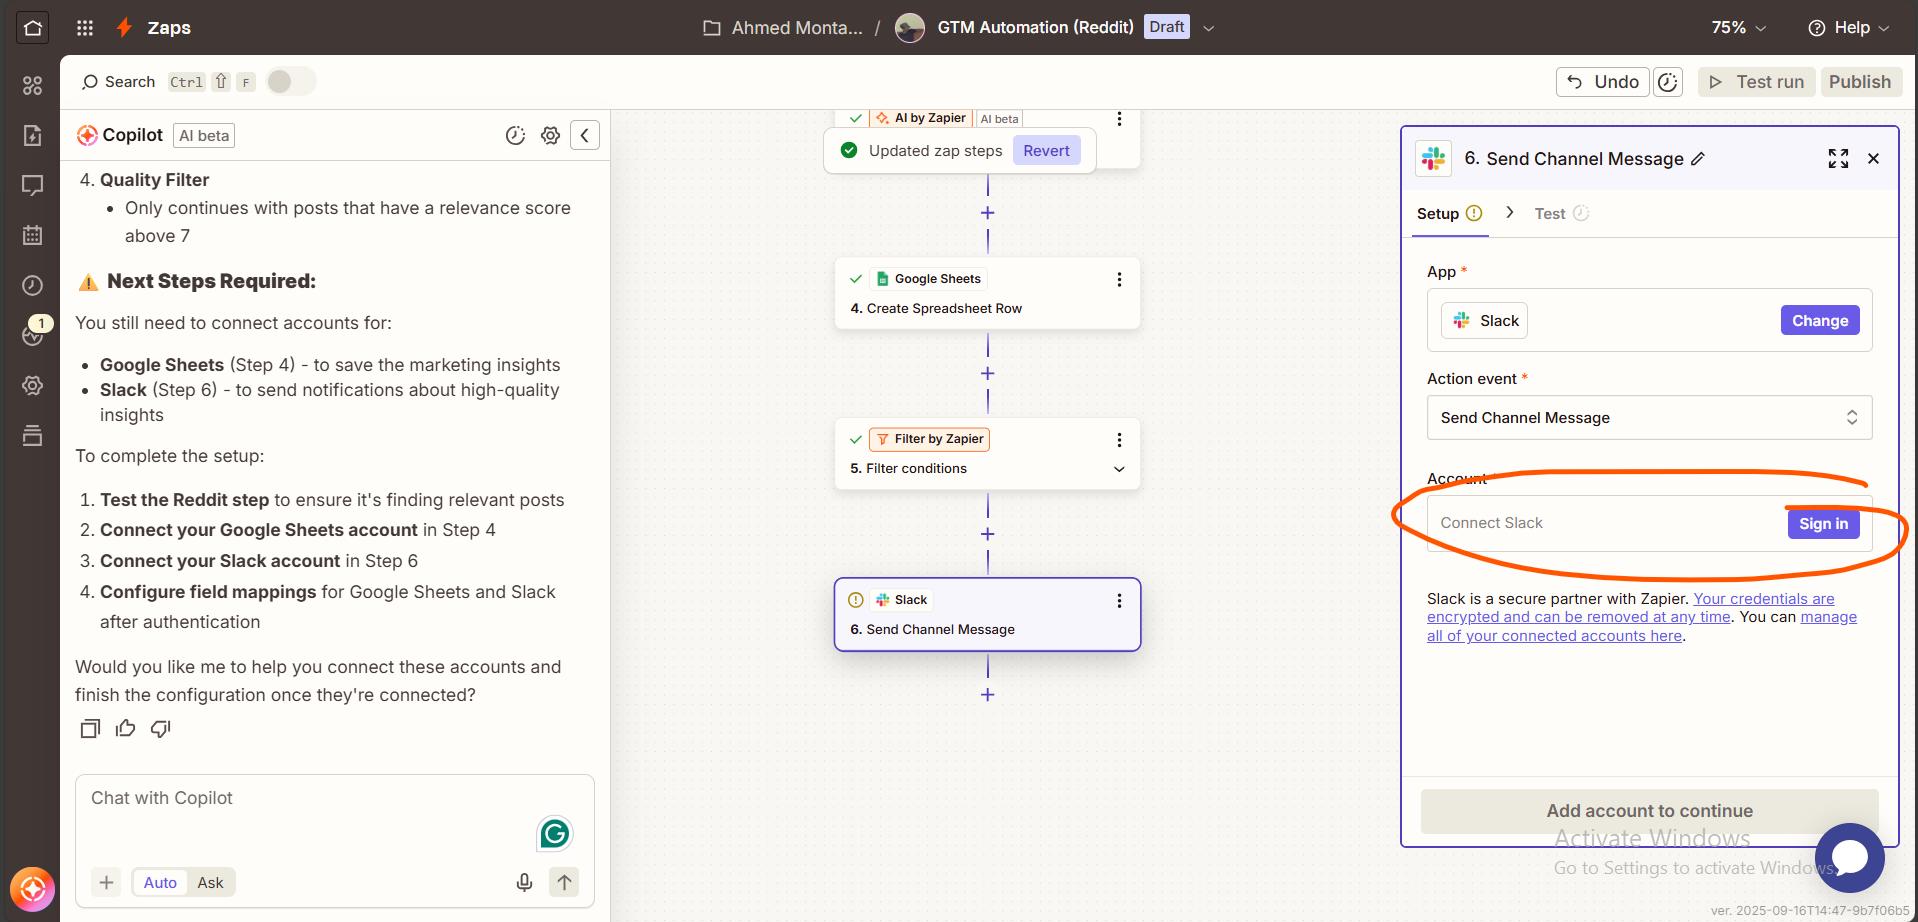 Zaps
Ahmed Monta... / GTM Automation (Reddit) Draft
75%
Help
Search Ctrl ⇧ F
Undo
Test run
Publish
1
Copilot AI beta
4. Quality Filter
• Only continues with posts that have a relevance score
above 7
⚠️ Next Steps Required:
You still need to connect accounts for:
• Google Sheets (Step 4) - to save the marketing insights
• Slack (Step 6) - to send notifications about high-quality
insights
To complete the setup:
1. Test the Reddit step to ensure it's finding relevant posts
2. Connect your Google Sheets account in Step 4
3. Connect your Slack account in Step 6
4. Configure field mappings for Google Sheets and Slack
after authentication
Would you like me to help you connect these accounts and
finish the configuration once they're connected?
Chat with Copilot
Auto Ask
AI by Zapier AI beta
Updated zap steps Revert
Google Sheets
4. Create Spreadsheet Row
Filter by Zapier
5. Filter conditions
Slack
6. Send Channel Message
6. Send Channel Message
Setup Test
App *
Slack
Change
Action event *
Send Channel Message
Account
Connect Slack
Sign in
Slack is a secure partner with Zapier. Your credentials are
encrypted and can be removed at any time. You can manage
all of your connected accounts here.
Add account to continue
Activate Windows
Go to Settings to activate Windows.
ver. 2025-09-16T14:47-9b7f06b5